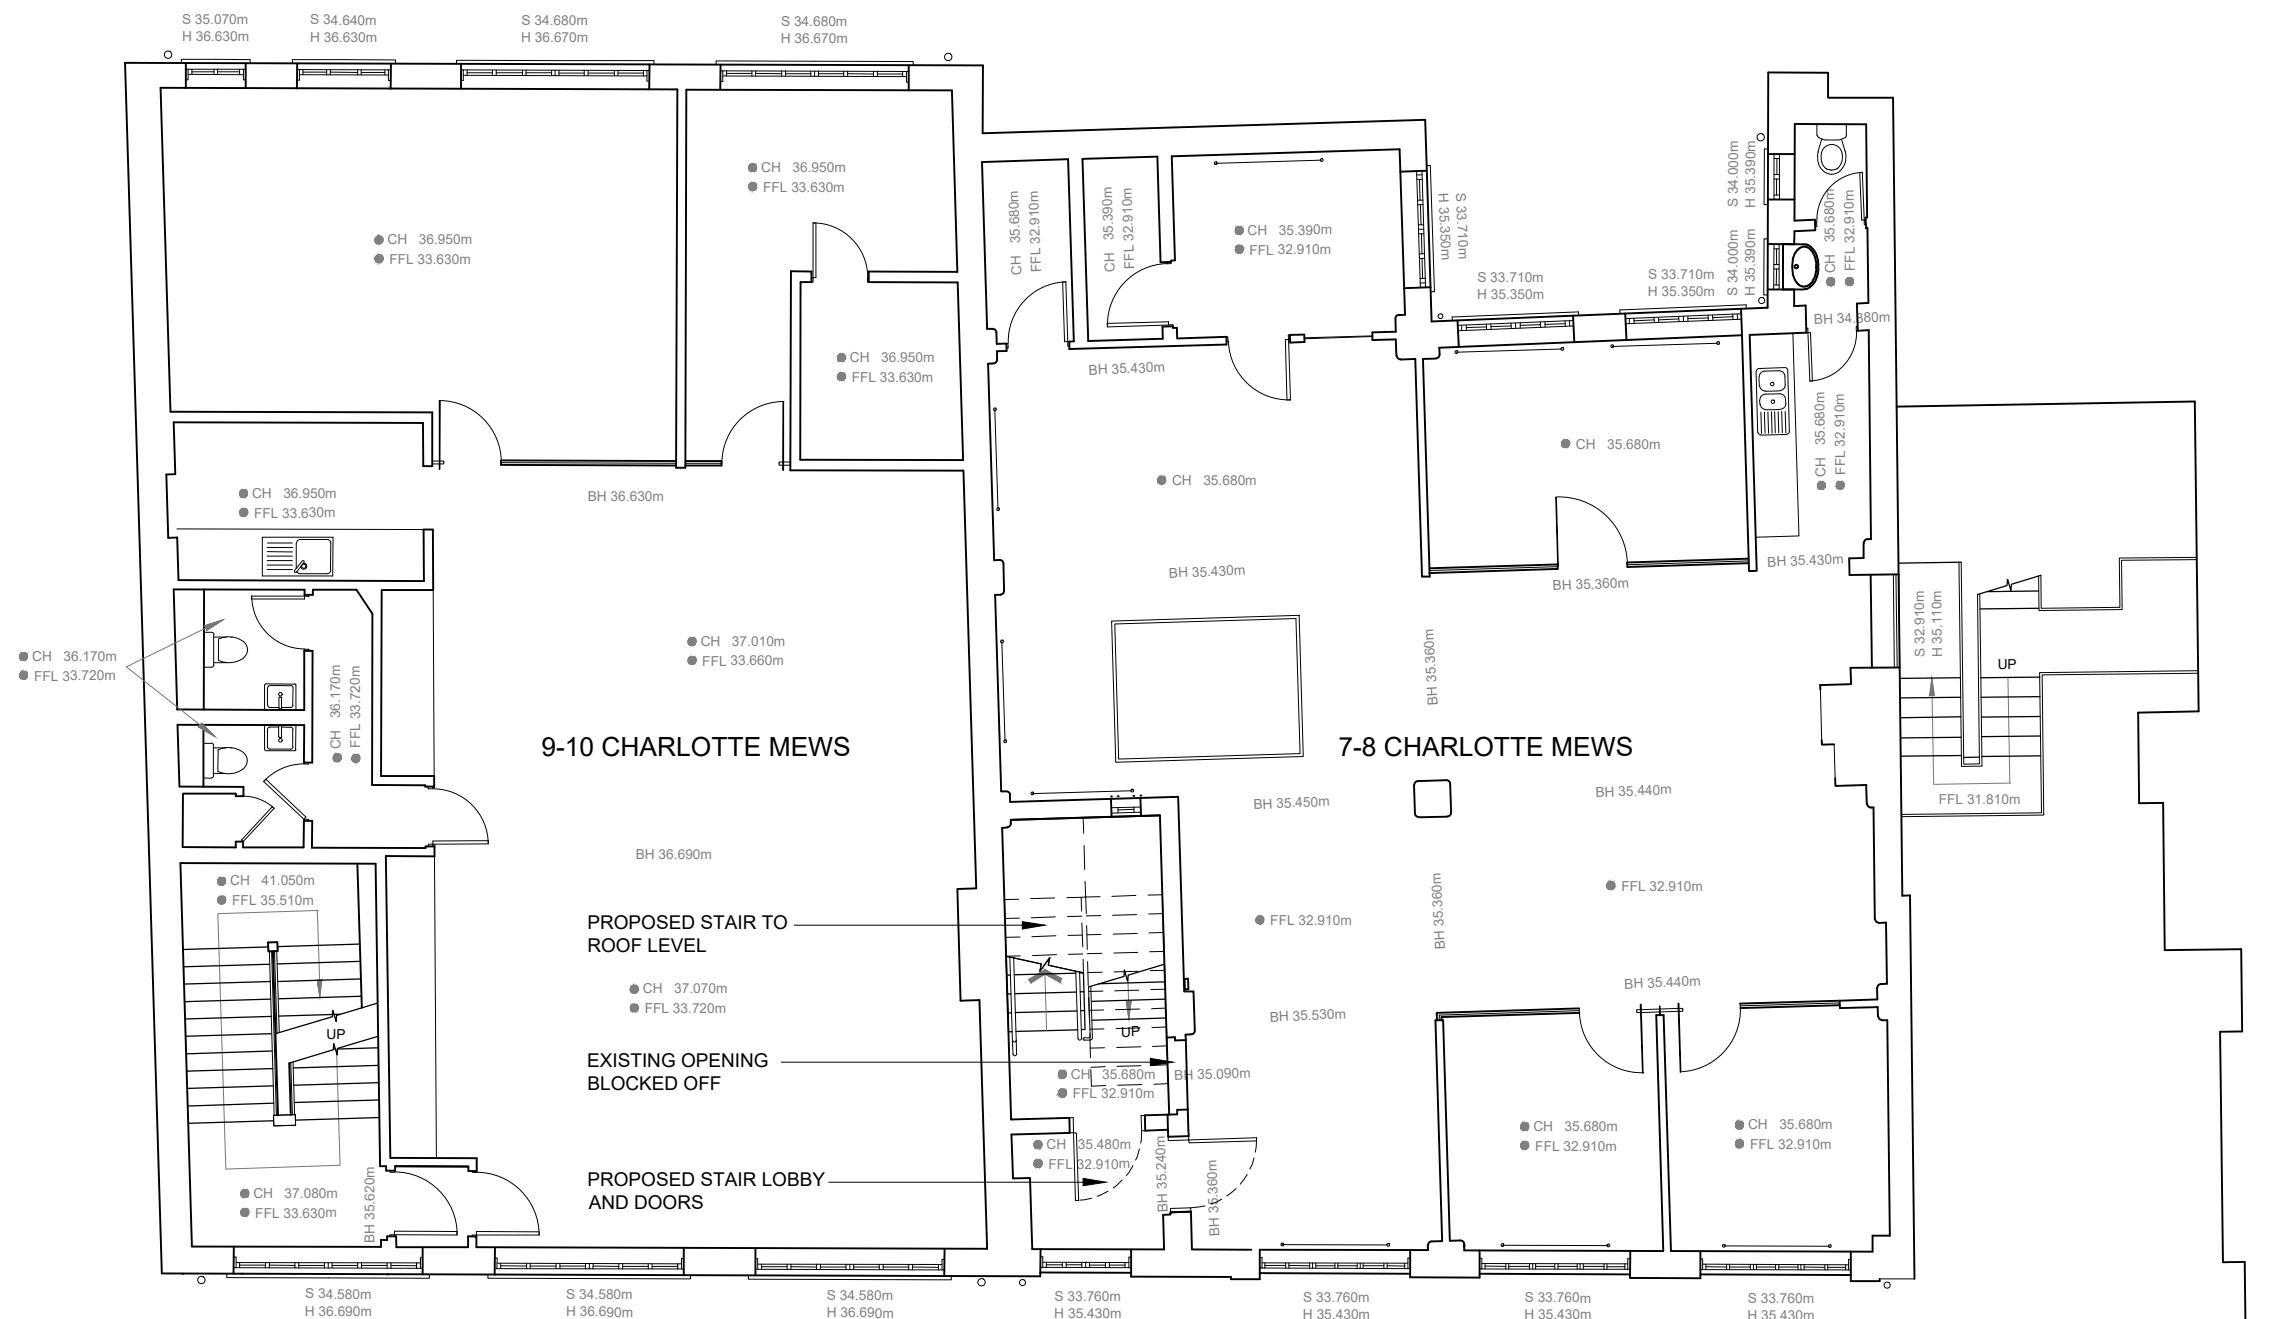 S 35.070m
H 36.630m
S 34.640m
H 36.630m
S 34.680m
H 36.670m
S 34.680m
H 36.670m
CH 36.950m
FFL 33.630m
CH 36.950m
FFL 33.630m
CH 36.950m
FFL 33.630m
CH 36.950m
FFL 33.630m
BH 36.630m
CH 36.170m
FFL 33.720m
CH 36.170m
FFL 33.720m
CH 37.010m
FFL 33.660m
9-10 CHARLOTTE MEWS
BH 36.690m
CH 41.050m
FFL 35.510m
UP
CH 37.070m
FFL 33.720m
CH 37.080m
FFL 33.630m
BH 35.620m
S 34.580m
H 36.690m
S 34.580m
H 36.690m
S 34.580m
H 36.690m
PROPOSED STAIR TO
ROOF LEVEL
EXISTING OPENING
BLOCKED OFF
PROPOSED STAIR LOBBY
AND DOORS
CH 35.680m
FFL 32.910m
CH 35.390m
FFL 32.910m
CH 35.390m
FFL 32.910m
S 33.710m
H 35.350m
S 33.710m
H 35.350m
S 33.710m
H 35.350m
S 34.000m
H 35.390m
S 34.000m
H 35.390m
CH 35.680m
FFL 32.910m
BH 34.880m
BH 35.430m
CH 35.680m
CH 35.680m
CH 35.680m
FFL 32.910m
BH 35.430m
BH 35.360m
BH 35.430m
S 32.910m
H 35.110m
UP
FFL 31.810m
BH 35.360m
7-8 CHARLOTTE MEWS
BH 35.450m
BH 35.440m
FFL 32.910m
FFL 32.910m
BH 35.360m
BH 35.440m
BH 35.530m
UP
CH 35.680m
FFL 32.910m
BH 35.090m
CH 35.480m
FFL 32.910m
BH 35.240m
BH 35.360m
CH 35.680m
FFL 32.910m
CH 35.680m
FFL 32.910m
S 33.760m
H 35.430m
S 33.760m
H 35.430m
S 33.760m
H 35.430m
S 33.760m
H 35.430m